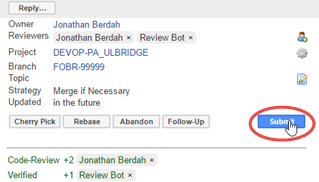 Reply...
Owner Jonathan Berdah
Reviewers Jonathan Berdah × Review Bot ×
Project DEVOP-PA_ULBRIDGE
Branch FOBR-99999
Topic
Strategy Merge if Necessary
Updated in the future
Cherry Pick Rebase Abandon Follow-Up Submit
Code-Review +2 Jonathan Berdah ×
Verified +1 Review Bot ×